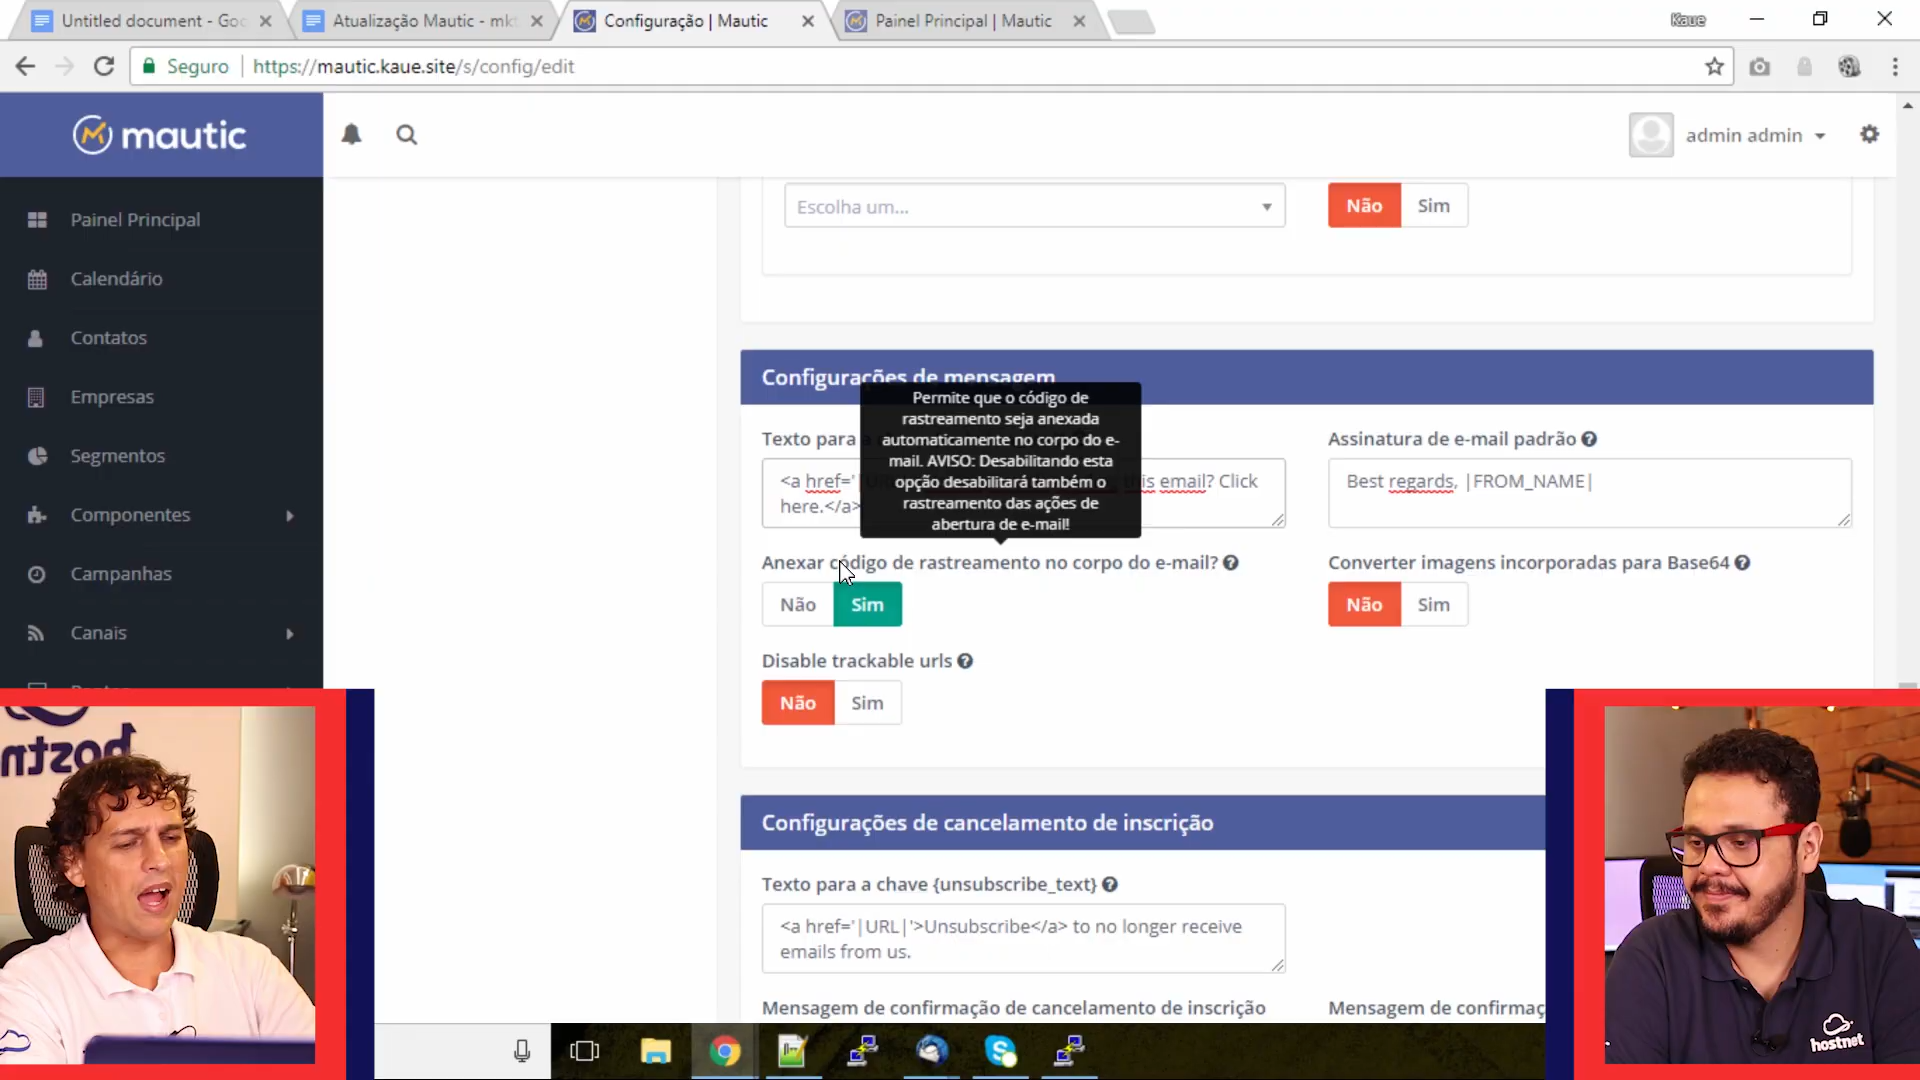 Untitled document - Goo
Atualização Mautic - mkt
Configuração | Mautic
Painel Principal | Mautic
Kaue
Seguro
https://mautic.kaue.site/s/config/edit
mautic
admin admin
Painel Principal
Calendário
Contatos
Empresas
Segmentos
Componentes
Campanhas
Canais
Escolha um...
Não
Sim
Configurações de mensagem
Permite que o código de
rastreamento seja anexada
automaticamente no corpo do e-
mail. AVISO: Desabilitando esta
opção desabilitará também o
rastreamento das ações de
abertura de e-mail!
Texto para a
<a href='| this email? Click
here.</a>
Assinatura de e-mail padrão
Best regards, |FROM_NAME|
Anexar código de rastreamento no corpo do e-mail?
Não
Sim
Converter imagens incorporadas para Base64
Não
Sim
Disable trackable urls
Não
Sim
Configurações de cancelamento de inscrição
Texto para a chave {unsubscribe_text}
<a href='|URL|'>Unsubscribe</a> to no longer receive
emails from us.
Mensagem de confirmação de cancelamento de inscrição
Mensagem de confirmaç
hostn
hostnet